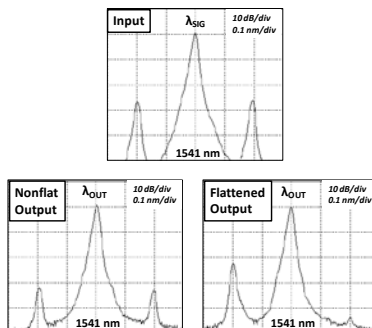 Input
λSIG
10 dB/div
0.1 nm/div
1541 nm
Nonflat
Output
λOUT
10 dB/div
0.1 nm/div
1541 nm
Flattened
Output
λOUT
10 dB/div
0.1 nm/div
1541 nm